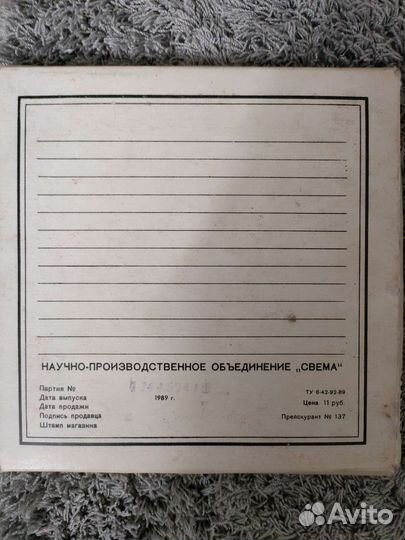 НАУЧНО-ПРОИЗВОДСТВЕННОЕ ОБЪЕДИНЕНИЕ „СВЕМА"
Партия №
ТУ 6-42-92-89
Дата выпуска 1989 г.
Цена 11 руб.
Дата продажи
Подпись продавца
Прейскурант № 137
Штамп магазина
Avito